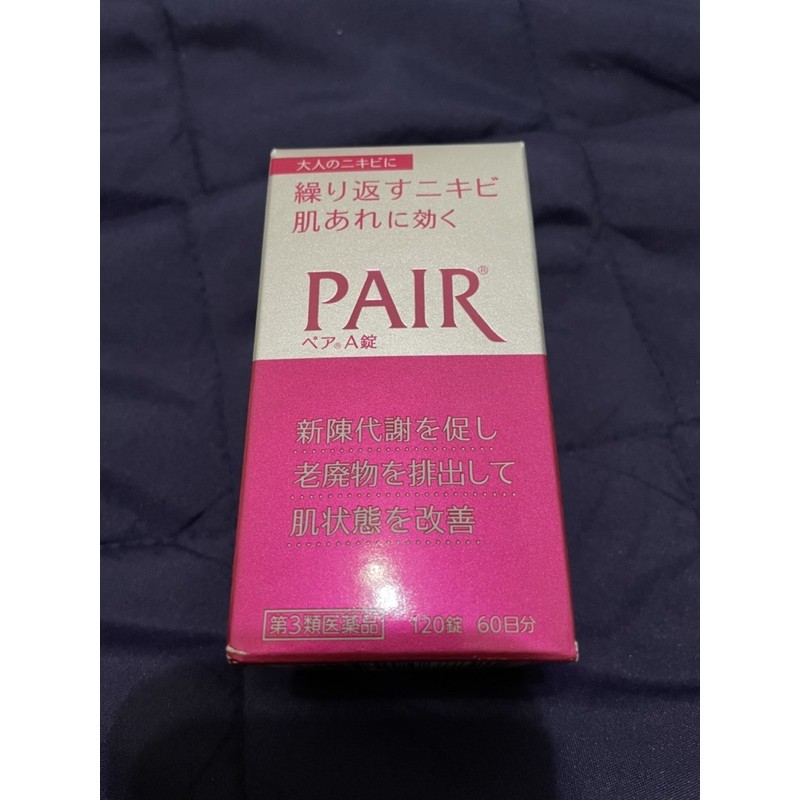 大人のニキビに
繰り返すニキビ
肌あれに効く
PAIR®
ペア®A錠
新陳代謝を促し
老廃物を排出して
肌状態を改善
第3類医薬品 120錠 60日分